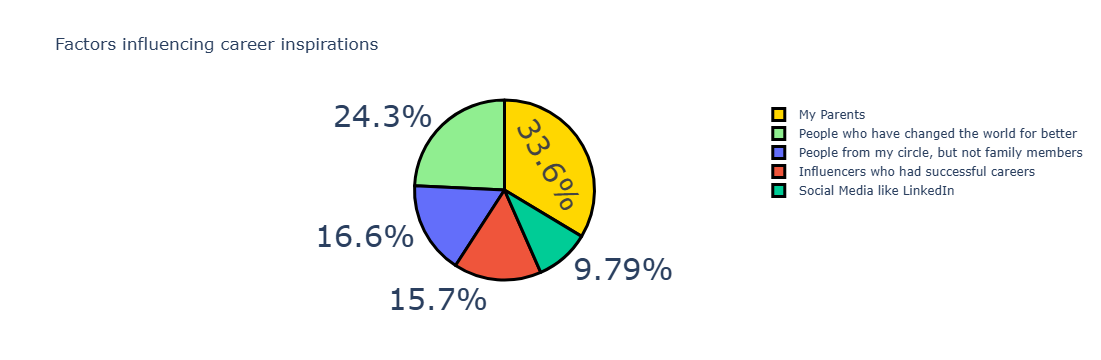 Factors influencing career inspirations
24.3%
33.6%
16.6%
15.7%
9.79%
My Parents
People who have changed the world for better
People from my circle, but not family members
Influencers who had successful careers
Social Media like LinkedIn